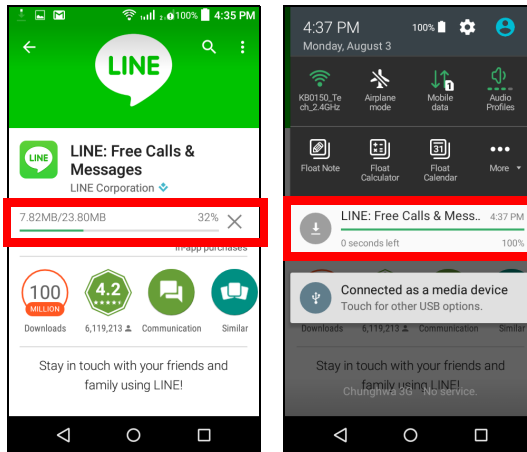 100%
4:35 PM
LINE
LINE
LINE: Free Calls &
Messages
LINE Corporation
7.82MB/23.80MB
32%
In-app purchases
100
MILLION
4.2
Downloads
6,119,213
Communication
Similar
Stay in touch with your friends and
family using LINE!
4:37 PM
100%
Monday, August 3
KB0150_Te
ch_2.4GHz
Airplane
mode
Mobile
data
Audio
Profiles
31
Float Note
Float
Calculator
Float
Calendar
More
LINE: Free Calls & Mess..
4:37 PM
0 seconds left
100%
Connected as a media device
Touch for other USB options.
Downloads
6,119,213
Communication
Similar
Stay in touch with your friends and
family using LINE!
Chunghwa 3G
No service.